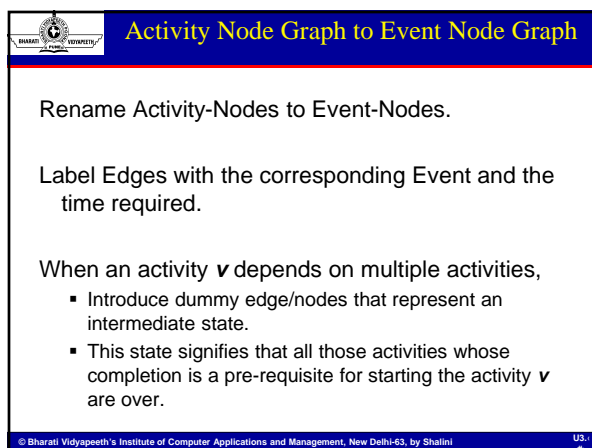 BHARATI VIDYAPEETH
PUNE
Activity Node Graph to Event Node Graph
Rename Activity-Nodes to Event-Nodes.
Label Edges with the corresponding Event and the
time required.
When an activity v depends on multiple activities,
▪ Introduce dummy edge/nodes that represent an
intermediate state.
▪ This state signifies that all those activities whose
completion is a pre-requisite for starting the activity v
are over.
© Bharati Vidyapeeth's Institute of Computer Applications and Management, New Delhi-63, by Shalini
U3.